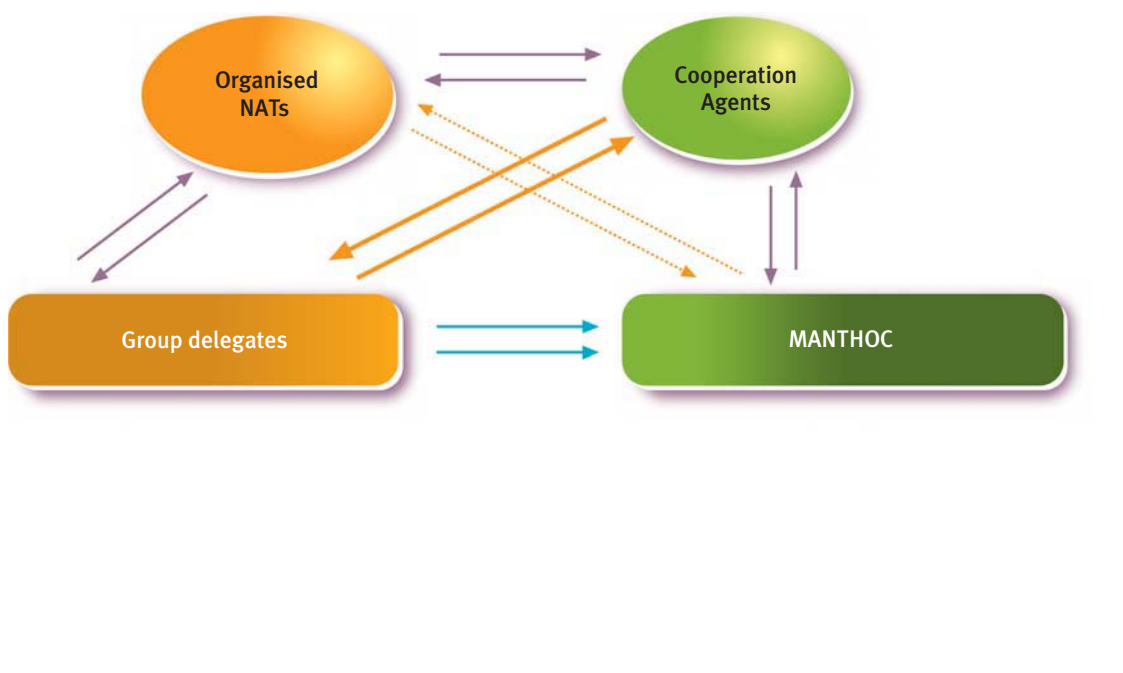 Organised
NATs
Cooperation
Agents
Group delegates
MANTHOC